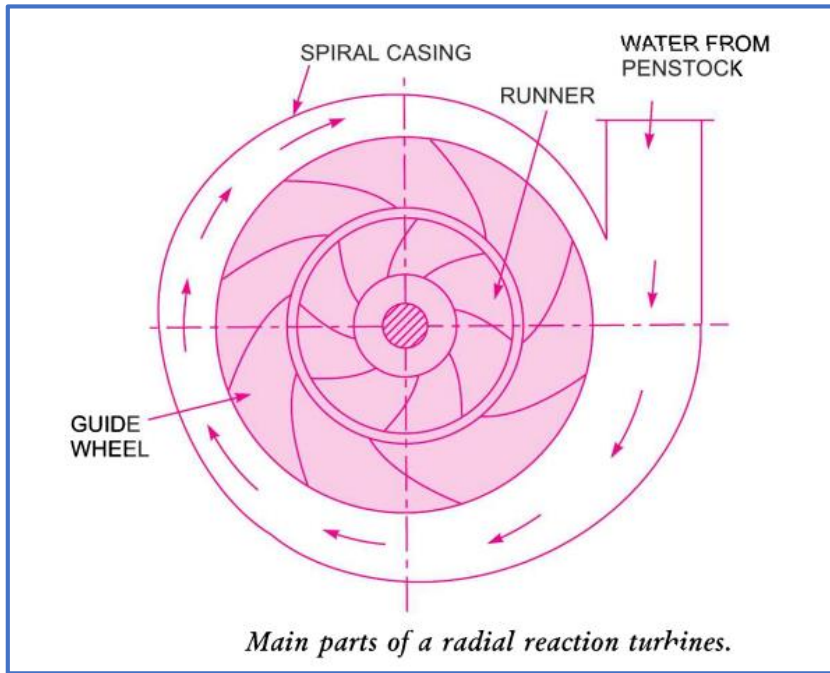 SPIRAL CASING
WATER FROM
PENSTOCK
RUNNER
GUIDE
WHEEL
Main parts of a radial reaction turbines.